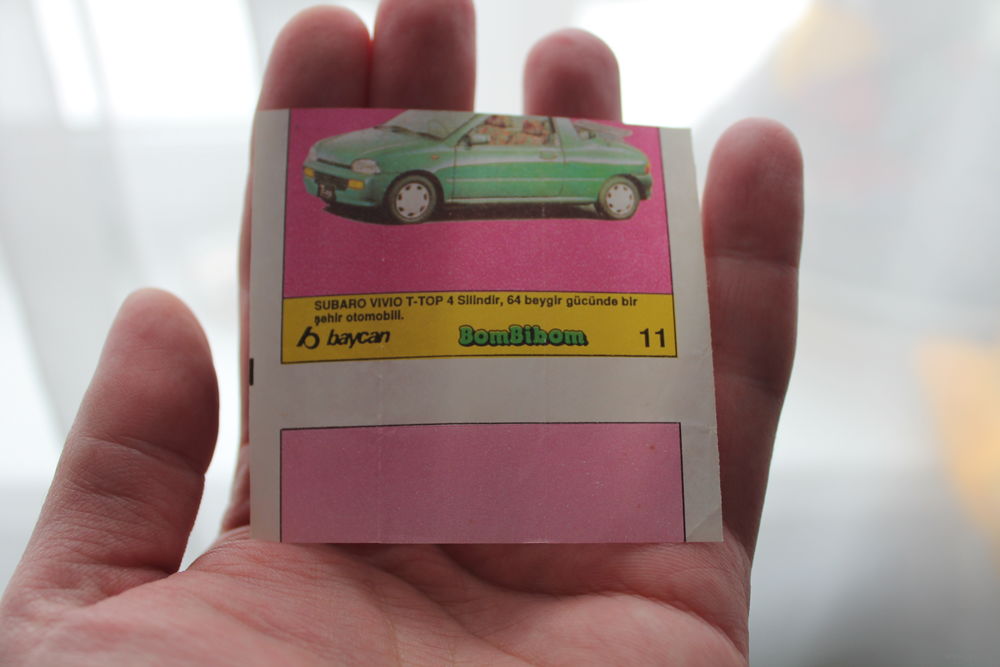 SUBARO VIVIO T-TOP 4 Silindir, 64 beygir gücünde bir
şehir otomobili.
baycan BomBibom 11